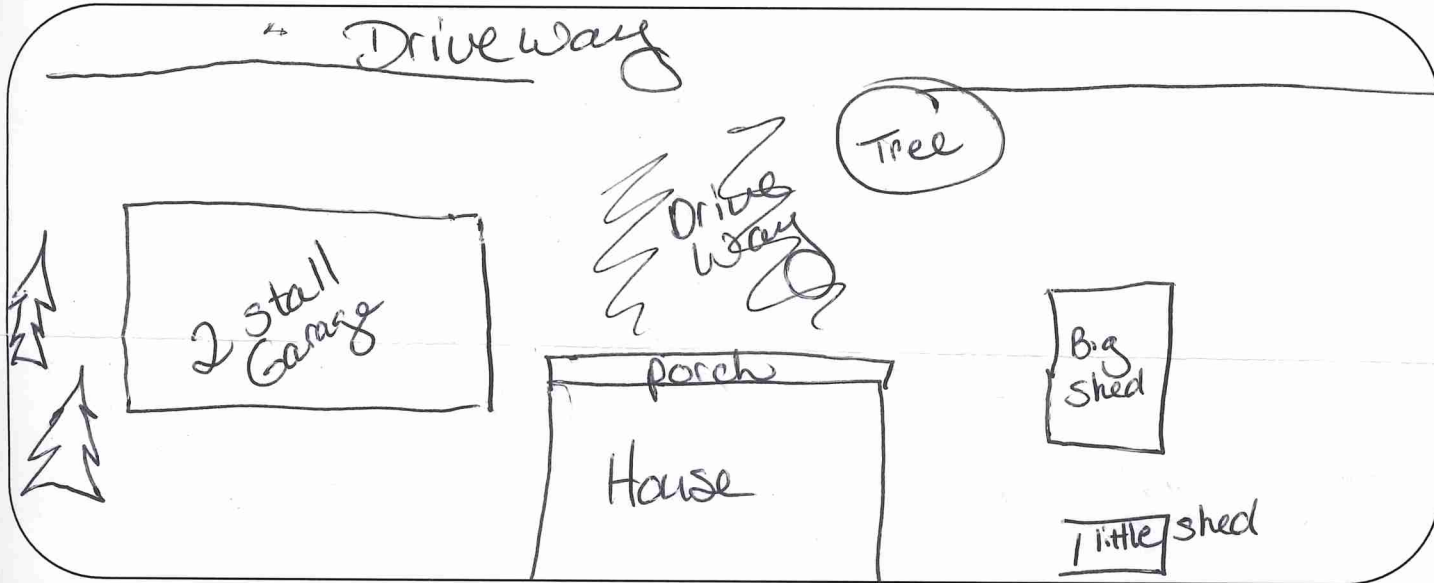 Driveway
Tree
Drive
Way
2 stall
Garage
porch
Big
shed
House
little shed